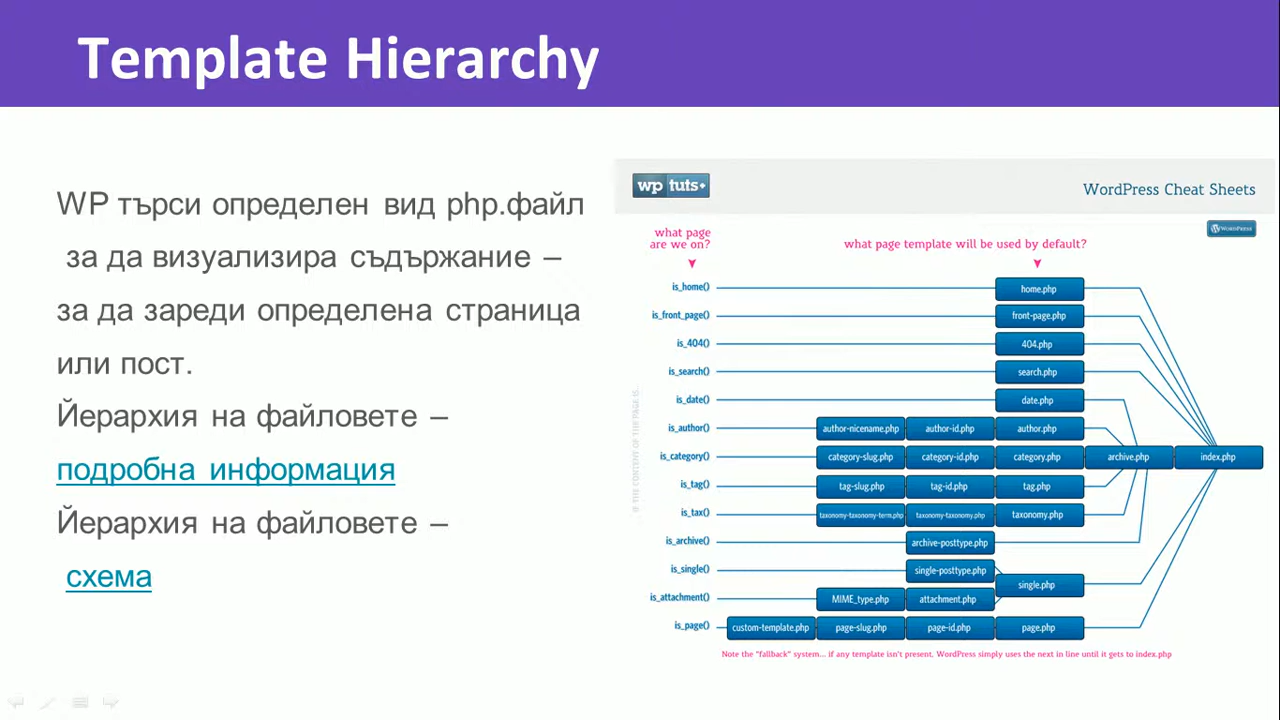 Template Hierarchy
WP търси определен вид php.файл
за да визуализира съдържание –
за да зареди определена страница
или пост.
Йерархия на файловете –
подробна информация
Йерархия на файловете –
схема
wp tuts+
WordPress Cheat Sheets
WORDPRESS
what page
are we on?
what page template will be used by default?
is_home() home.php
is_front_page() front-page.php
is_404() 404.php
is_search() search.php
is_date() date.php
is_author() author-nicename.php author-id.php author.php
is_category() category-slug.php category-id.php category.php archive.php index.php
is_tag() tag-slug.php tag-id.php tag.php
is_tax() taxonomy-taxonomy-term.php taxonomy-taxonomy.php taxonomy.php
is_archive() archive-posttype.php
is_single() single-posttype.php
single.php
is_attachment() MIME_type.php attachment.php
is_page() custom-template.php page-slug.php page-id.php page.php
Note the "fallback" system... if any template isn't present, WordPress simply uses the next in line until it gets to index.php